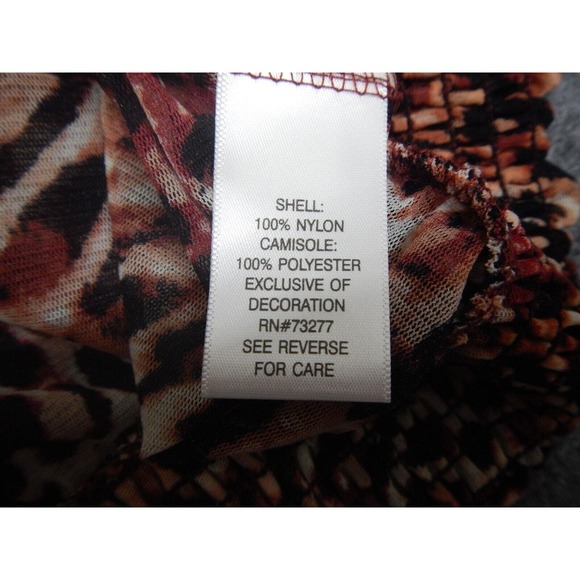 SHELL:
100% NYLON
CAMISOLE:
100% POLYESTER
EXCLUSIVE OF
DECORATION
RN#73277
SEE REVERSE
FOR CARE